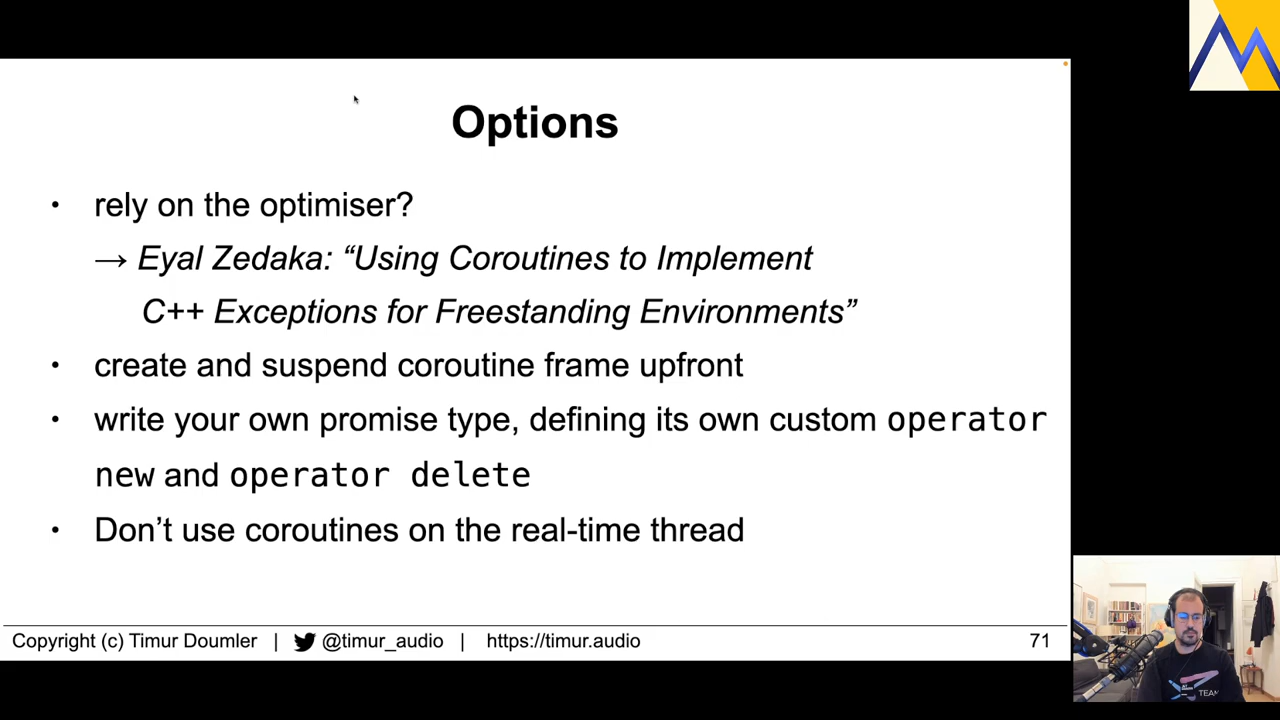 Options
• rely on the optimiser?
→ Eyal Zedaka: “Using Coroutines to Implement
C++ Exceptions for Freestanding Environments”
• create and suspend coroutine frame upfront
• write your own promise type, defining its own custom operator
new and operator delete
• Don’t use coroutines on the real-time thread
Copyright (c) Timur Doumler | @timur_audio | https://timur.audio 71
TEAM